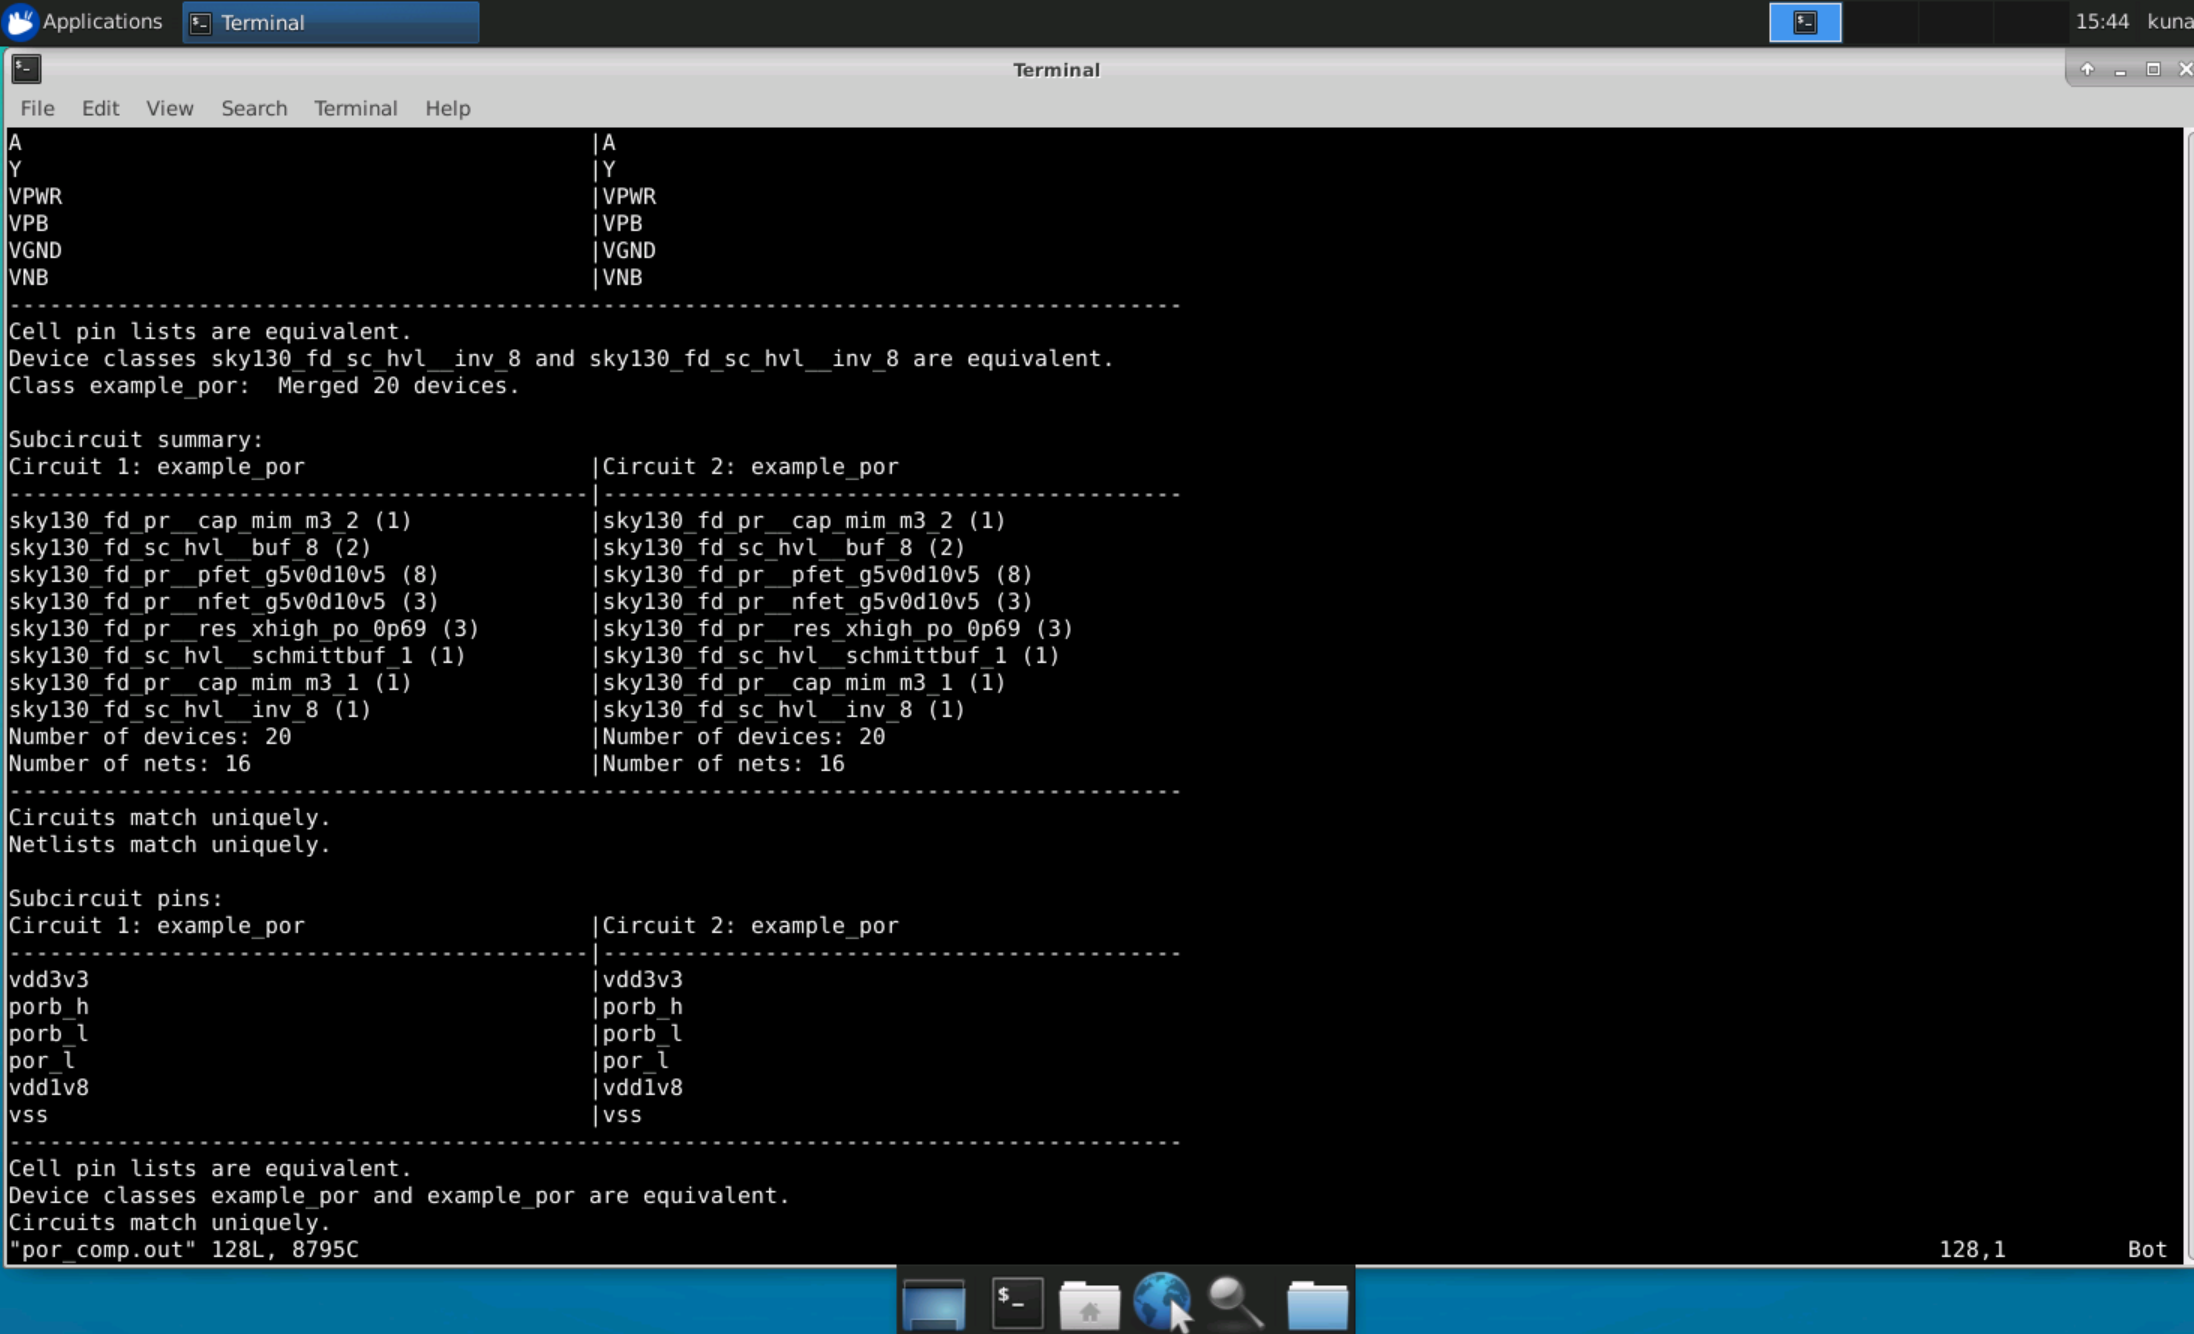 Applications Terminal 15:44 kuna
Terminal
File Edit View Search Terminal Help
A |A
Y |Y
VPWR |VPWR
VPB |VPB
VGND |VGND
VNB |VNB
---------------------------------------------------------------------------------------
Cell pin lists are equivalent.
Device classes sky130_fd_sc_hvl__inv_8 and sky130_fd_sc_hvl__inv_8 are equivalent.
Class example_por:  Merged 20 devices.
Subcircuit summary:
Circuit 1: example_por |Circuit 2: example_por
-------------------------------------------|-------------------------------------------
sky130_fd_pr__cap_mim_m3_2 (1) |sky130_fd_pr__cap_mim_m3_2 (1)
sky130_fd_sc_hvl__buf_8 (2) |sky130_fd_sc_hvl__buf_8 (2)
sky130_fd_pr__pfet_g5v0d10v5 (8) |sky130_fd_pr__pfet_g5v0d10v5 (8)
sky130_fd_pr__nfet_g5v0d10v5 (3) |sky130_fd_pr__nfet_g5v0d10v5 (3)
sky130_fd_pr__res_xhigh_po_0p69 (3) |sky130_fd_pr__res_xhigh_po_0p69 (3)
sky130_fd_sc_hvl__schmittbuf_1 (1) |sky130_fd_sc_hvl__schmittbuf_1 (1)
sky130_fd_pr__cap_mim_m3_1 (1) |sky130_fd_pr__cap_mim_m3_1 (1)
sky130_fd_sc_hvl__inv_8 (1) |sky130_fd_sc_hvl__inv_8 (1)
Number of devices: 20 |Number of devices: 20
Number of nets: 16 |Number of nets: 16
---------------------------------------------------------------------------------------
Circuits match uniquely.
Netlists match uniquely.
Subcircuit pins:
Circuit 1: example_por |Circuit 2: example_por
-------------------------------------------|-------------------------------------------
vdd3v3 |vdd3v3
porb_h |porb_h
porb_l |porb_l
por_l |por_l
vdd1v8 |vdd1v8
vss |vss
---------------------------------------------------------------------------------------
Cell pin lists are equivalent.
Device classes example_por and example_por are equivalent.
Circuits match uniquely.
"por_comp.out" 128L, 8795C 128,1 Bot